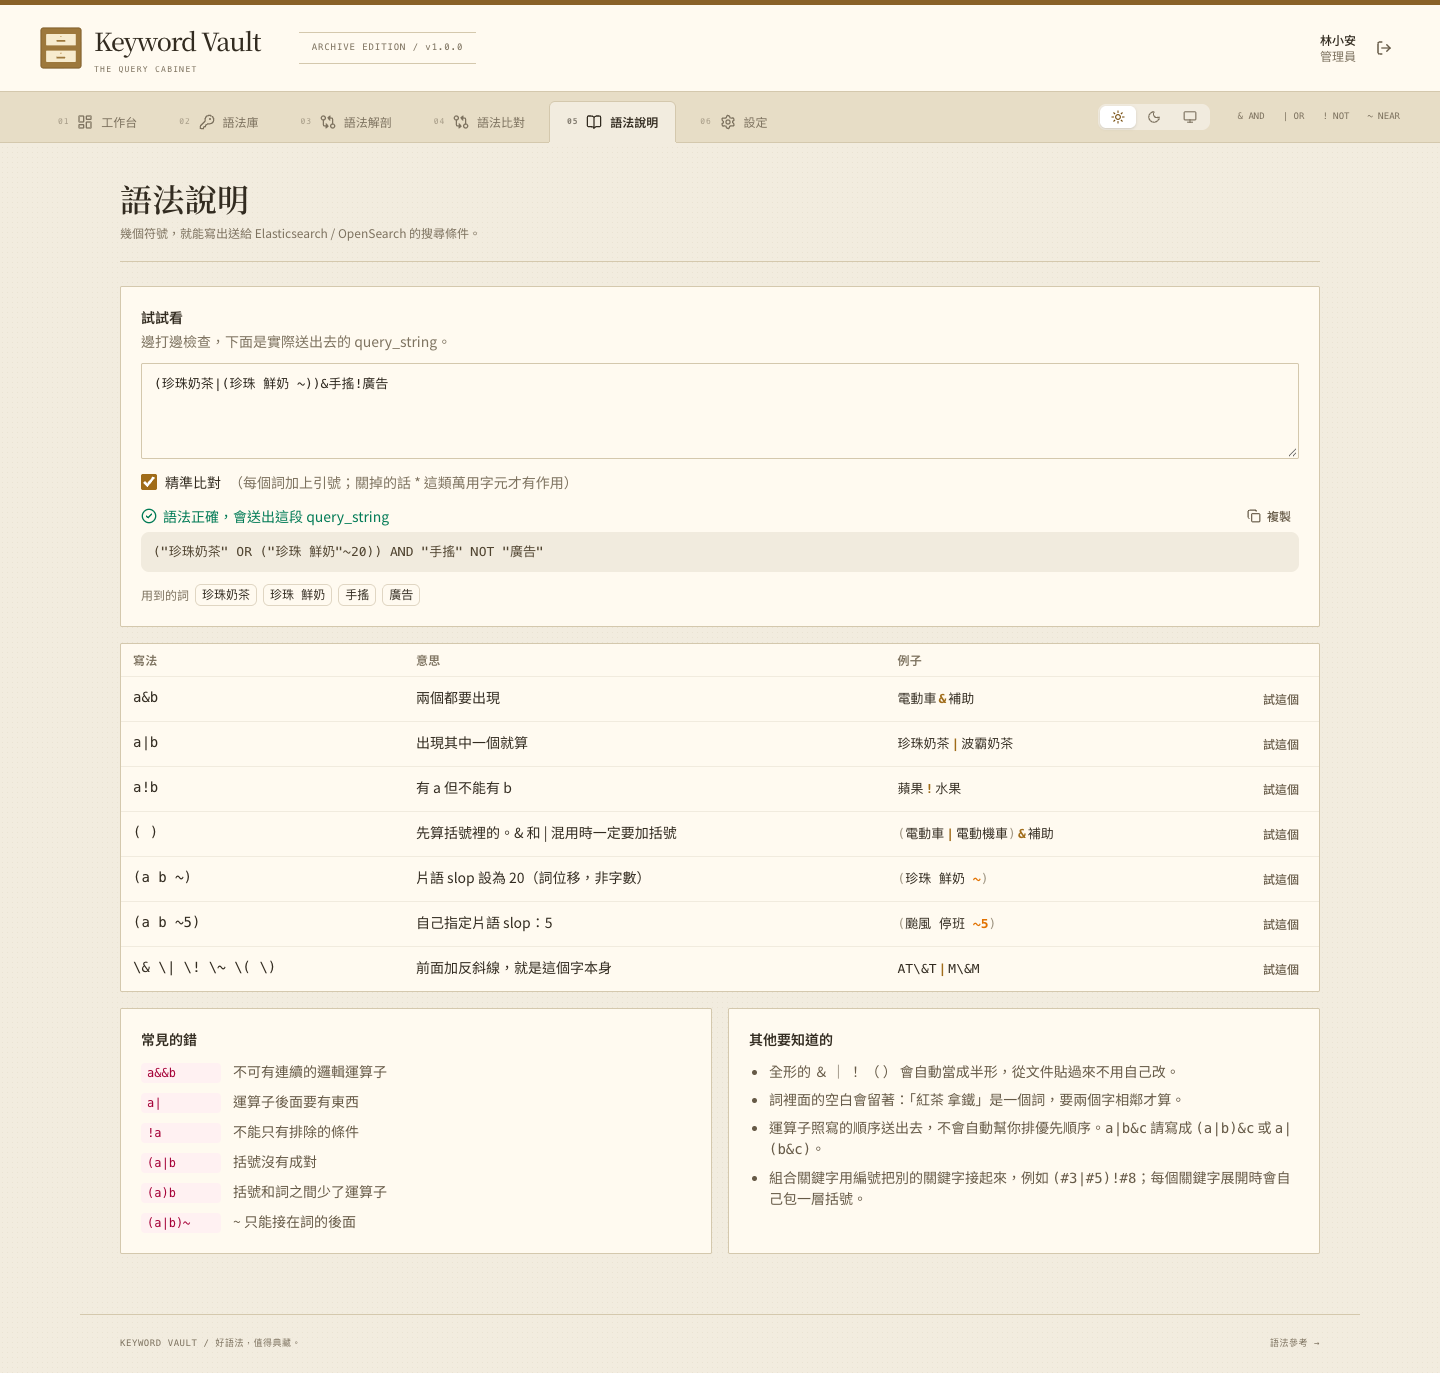 Keyword Vault
THE QUERY CABINET
ARCHIVE EDITION / v1.0.0
林小安
管理員
01 工作台
02 語法庫
03 語法解剖
04 語法比對
05 語法說明
06 設定
& AND | OR ! NOT ~ NEAR
語法說明
幾個符號，就能寫出送給 Elasticsearch / OpenSearch 的搜尋條件。
試試看
邊打邊檢查，下面是實際送出去的 query_string。
(珍珠奶茶|(珍珠 鮮奶 ~))&手搖!廣告
精準比對 （每個詞加上引號；關掉的話 * 這類萬用字元才有作用）
語法正確，會送出這段 query_string
複製
("珍珠奶茶" OR ("珍珠 鮮奶"~20)) AND "手搖" NOT "廣告"
用到的詞 珍珠奶茶 珍珠 鮮奶 手搖 廣告
寫法 意思 例子
a&b 兩個都要出現 電動車&補助 試這個
a|b 出現其中一個就算 珍珠奶茶|波霸奶茶 試這個
a!b 有 a 但不能有 b 蘋果!水果 試這個
( ) 先算括號裡的。& 和 | 混用時一定要加括號 (電動車|電動機車)&補助 試這個
(a b ~) 片語 slop 設為 20（詞位移，非字數） (珍珠 鮮奶 ~) 試這個
(a b ~5) 自己指定片語 slop：5 (颱風 停班 ~5) 試這個
\& \| \! \~ \( \) 前面加反斜線，就是這個字本身 AT\&T|M\&M 試這個
常見的錯
a&&b 不可有連續的邏輯運算子
a| 運算子後面要有東西
!a 不能只有排除的條件
(a|b 括號沒有成對
(a)b 括號和詞之間少了運算子
(a|b)~ ~ 只能接在詞的後面
其他要知道的
全形的 ＆ ｜ ！ （ ） 會自動當成半形，從文件貼過來不用自己改。
詞裡面的空白會留著：「紅茶 拿鐵」是一個詞，要兩個字相鄰才算。
運算子照寫的順序送出去，不會自動幫你排優先順序。a|b&c 請寫成 (a|b)&c 或 a|
(b&c)。
組合關鍵字用編號把別的關鍵字接起來，例如 (#3|#5)!#8；每個關鍵字展開時會自
己包一層括號。
KEYWORD VAULT / 好語法，值得典藏。
語法參考 →